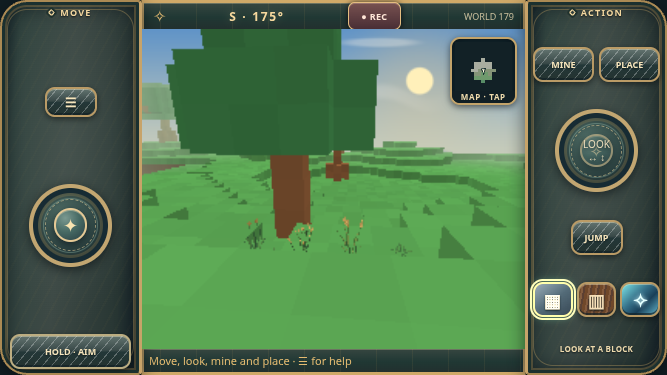 MOVE
S · 175°
REC
WORLD 179
ACTION
MINE
PLACE
MAP · TAP
LOOK
JUMP
HOLD · AIM
LOOK AT A BLOCK
Move, look, mine and place · ☰ for help